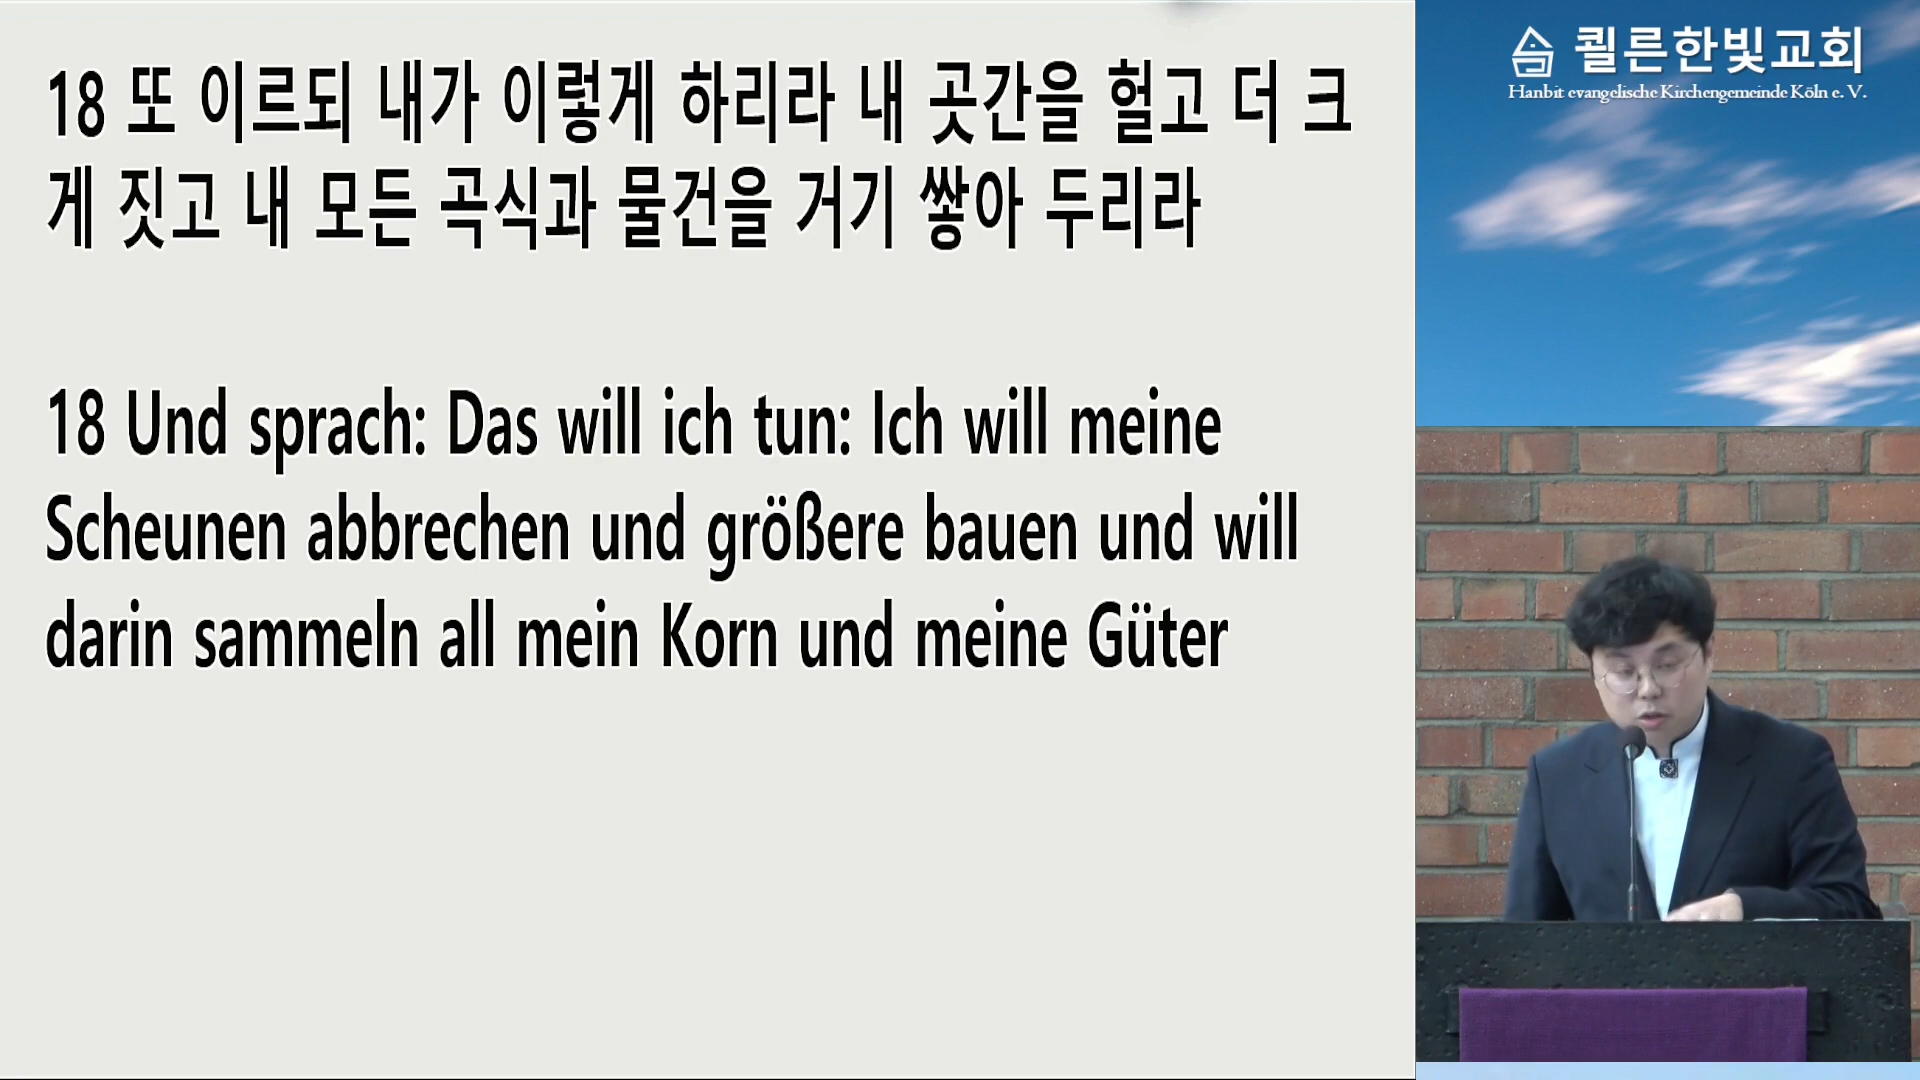 18 또 이르되 내가 이렇게 하리라 내 곳간을 헐고 더 크
게 짓고 내 모든 곡식과 물건을 거기 쌓아 두리라
18 Und sprach: Das will ich tun: Ich will meine
Scheunen abbrechen und größere bauen und will
darin sammeln all mein Korn und meine Güter
쾰른한빛교회
Hanbit evangelische Kirchengemeinde Köln e. V.